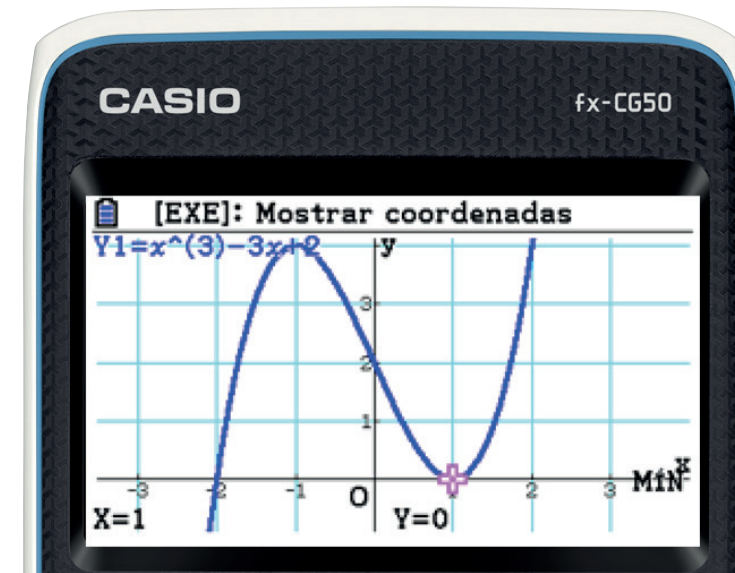 CASIO
fx-CG50
[EXE]: Mostrar coordenadas
Y1=x^(3)-3x+2
y
3
2
1
-3 -2 -1 O 1 2 3 x
MÍN
X=1 Y=0